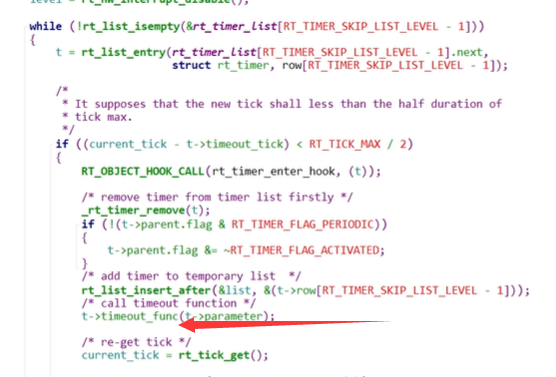 level = rt_hw_interrupt_disable();
while (!rt_list_isempty(&rt_timer_list[RT_TIMER_SKIP_LIST_LEVEL - 1]))
{
t = rt_list_entry(rt_timer_list[RT_TIMER_SKIP_LIST_LEVEL - 1].next,
struct rt_timer, row[RT_TIMER_SKIP_LIST_LEVEL - 1]);
/*
* It supposes that the new tick shall less than the half duration of
* tick max.
*/
if ((current_tick - t->timeout_tick) < RT_TICK_MAX / 2)
{
RT_OBJECT_HOOK_CALL(rt_timer_enter_hook, (t));
/* remove timer from timer list firstly */
_rt_timer_remove(t);
if (!(t->parent.flag & RT_TIMER_FLAG_PERIODIC))
{
t->parent.flag &= ~RT_TIMER_FLAG_ACTIVATED;
}
/* add timer to temporary list */
rt_list_insert_after(&list, &(t->row[RT_TIMER_SKIP_LIST_LEVEL - 1]));
/* call timeout function */
t->timeout_func(t->parameter);
/* re-get tick */
current_tick = rt_tick_get();